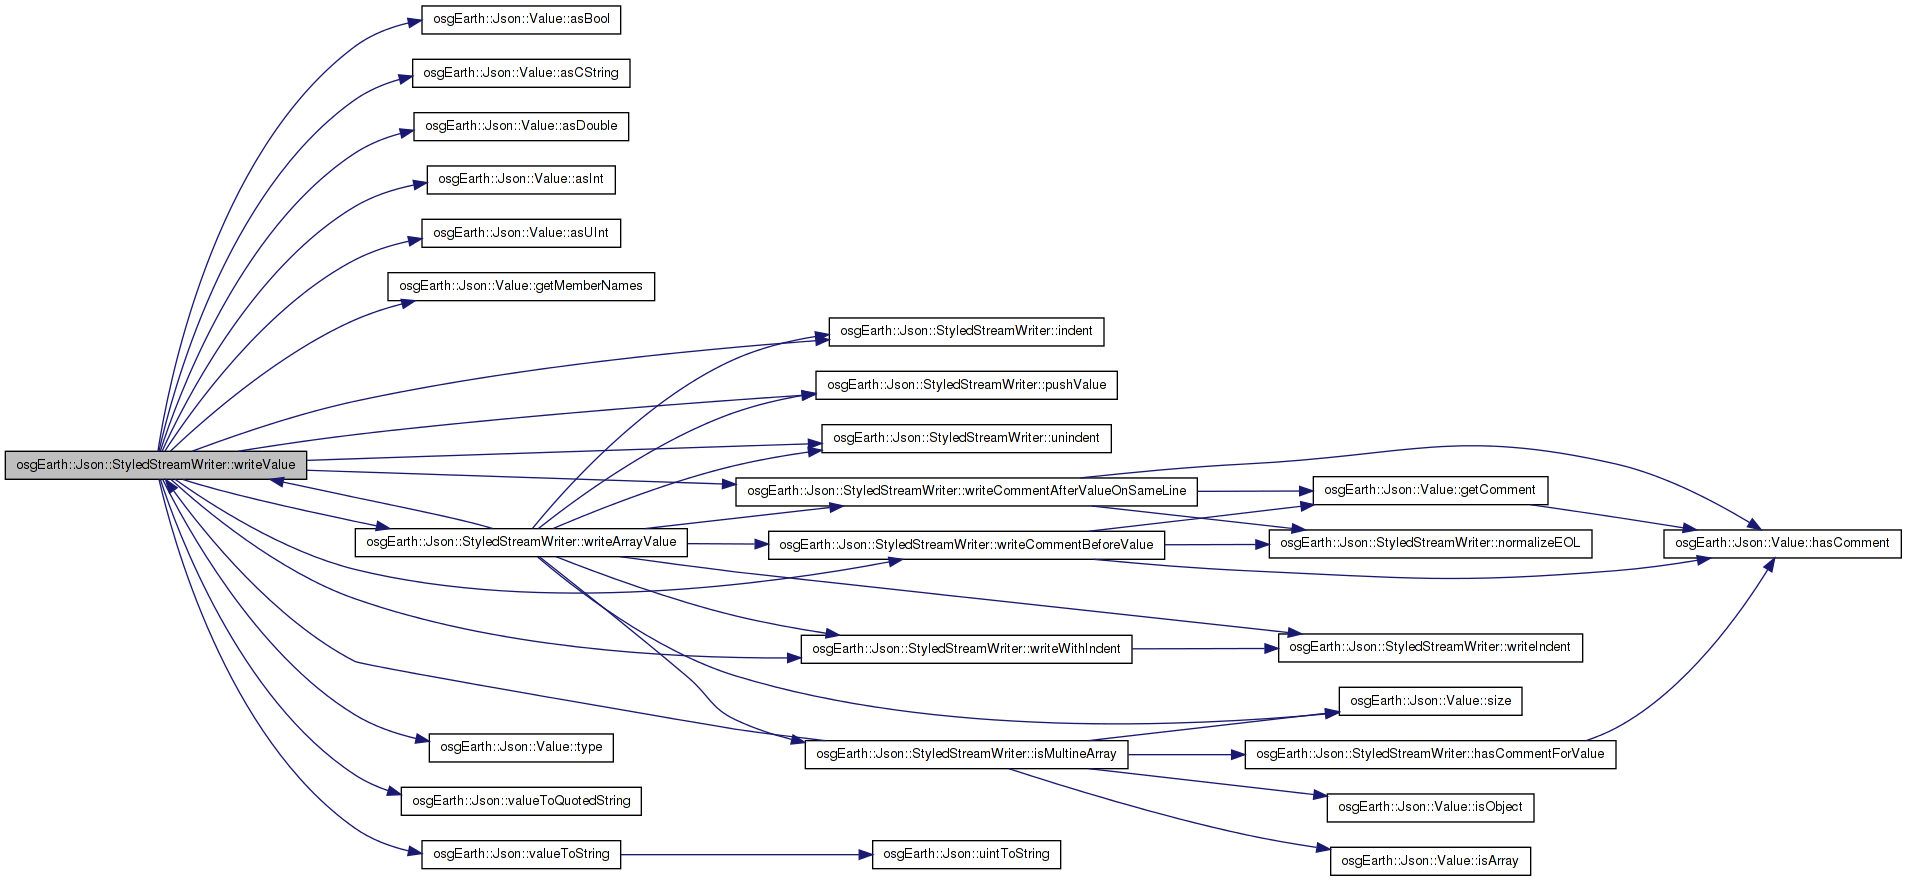 osgEarth::Json::Value::asBool
osgEarth::Json::Value::asCString
osgEarth::Json::Value::asDouble
osgEarth::Json::Value::asInt
osgEarth::Json::Value::asUInt
osgEarth::Json::Value::getMemberNames
osgEarth::Json::StyledStreamWriter::indent
osgEarth::Json::StyledStreamWriter::pushValue
osgEarth::Json::StyledStreamWriter::unindent
osgEarth::Json::StyledStreamWriter::writeValue
osgEarth::Json::StyledStreamWriter::writeCommentAfterValueOnSameLine
osgEarth::Json::Value::getComment
osgEarth::Json::StyledStreamWriter::writeArrayValue
osgEarth::Json::StyledStreamWriter::writeCommentBeforeValue
osgEarth::Json::StyledStreamWriter::normalizeEOL
osgEarth::Json::Value::hasComment
osgEarth::Json::StyledStreamWriter::writeWithIndent
osgEarth::Json::StyledStreamWriter::writeIndent
osgEarth::Json::Value::size
osgEarth::Json::Value::type
osgEarth::Json::StyledStreamWriter::isMultineArray
osgEarth::Json::StyledStreamWriter::hasCommentForValue
osgEarth::Json::valueToQuotedString
osgEarth::Json::Value::isObject
osgEarth::Json::valueToString
osgEarth::Json::uintToString
osgEarth::Json::Value::isArray